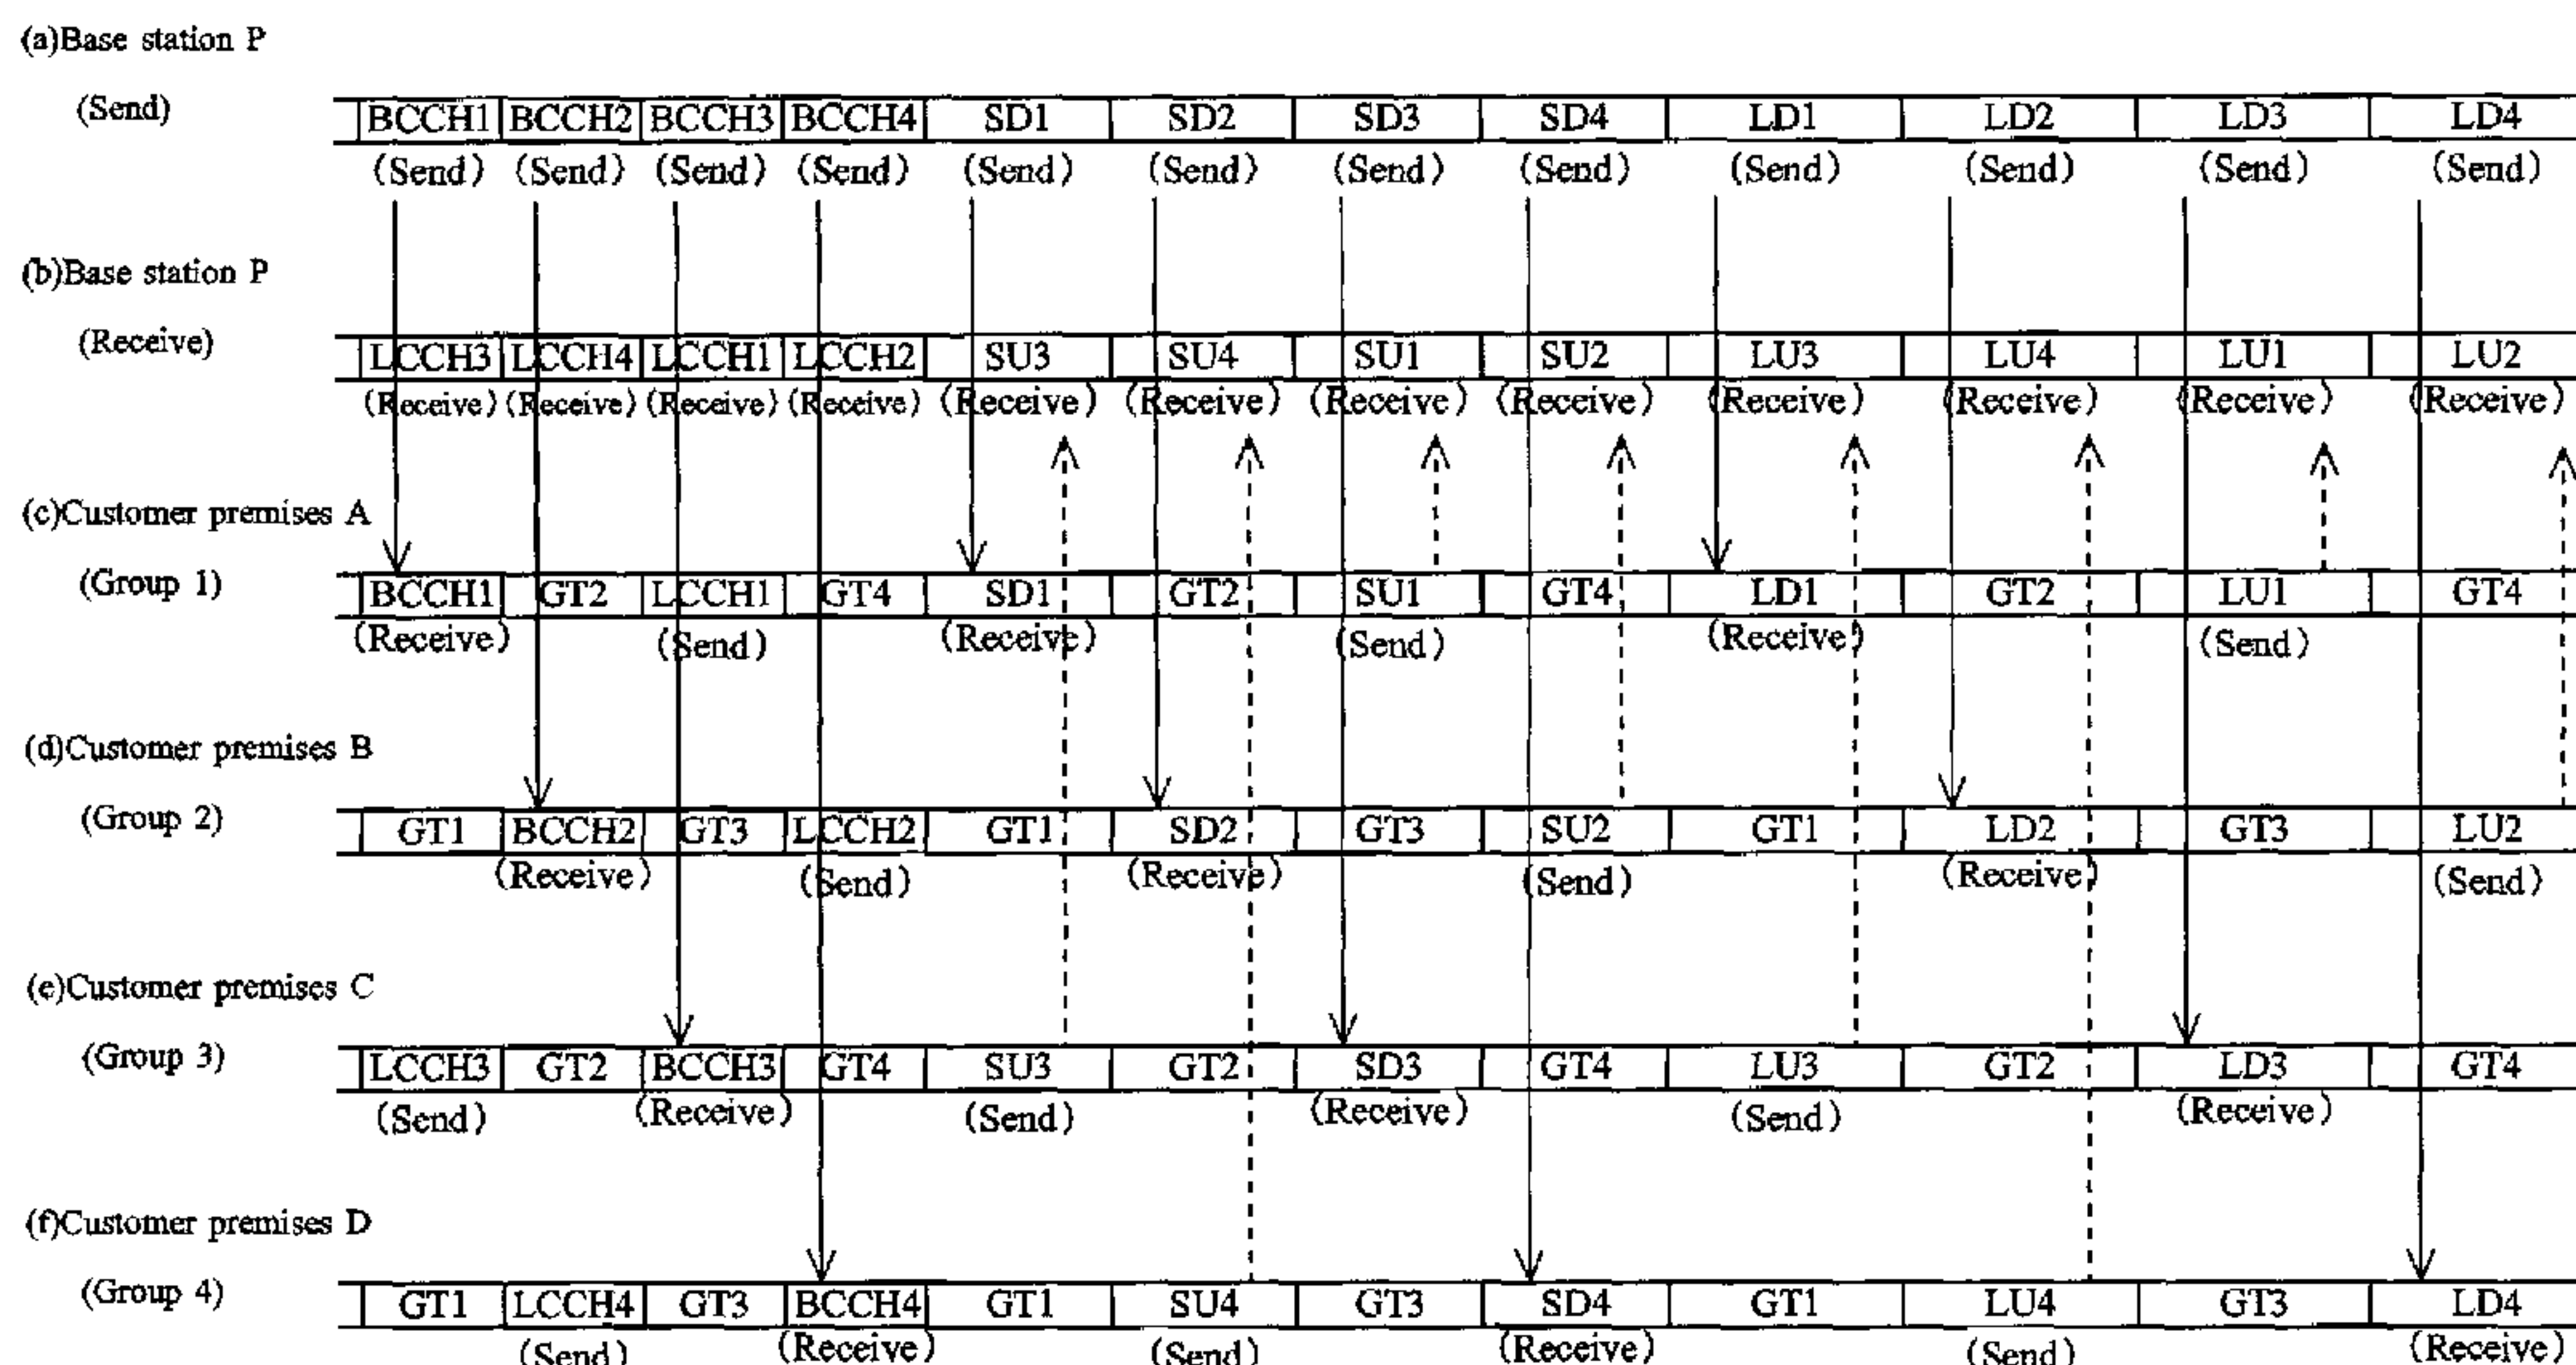 (a)Base station P
(Send)
BCCH1 BCCH2 BCCH3 BCCH4 SD1 SD2 SD3 SD4 LD1 LD2 LD3 LD4
(Send) (Send) (Send) (Send) (Send) (Send) (Send) (Send) (Send) (Send) (Send) (Send)
(b)Base station P
(Receive)
LCCH3 LCCH4 LCCH1 LCCH2 SU3 SU4 SU1 SU2 LU3 LU4 LU1 LU2
(Receive) (Receive) (Receive) (Receive) (Receive) (Receive) (Receive) (Receive) (Receive) (Receive) (Receive) (Receive)
(c)Customer premises A
(Group 1)
BCCH1 GT2 LCCH1 GT4 SD1 GT2 SU1 GT4 LD1 GT2 LU1 GT4
(Receive) (Send) (Receive) (Send) (Receive) (Send)
(d)Customer premises B
(Group 2)
GT1 BCCH2 GT3 LCCH2 GT1 SD2 GT3 SU2 GT1 LD2 GT3 LU2
(Receive) (Send) (Receive) (Send) (Receive) (Send)
(e)Customer premises C
(Group 3)
LCCH3 GT2 BCCH3 GT4 SU3 GT2 SD3 GT4 LU3 GT2 LD3 GT4
(Send) (Receive) (Send) (Receive) (Send) (Receive)
(f)Customer premises D
(Group 4)
GT1 LCCH4 GT3 BCCH4 GT1 SU4 GT3 SD4 GT1 LU4 GT3 LD4
(Send) (Receive) (Send) (Receive) (Send) (Receive)